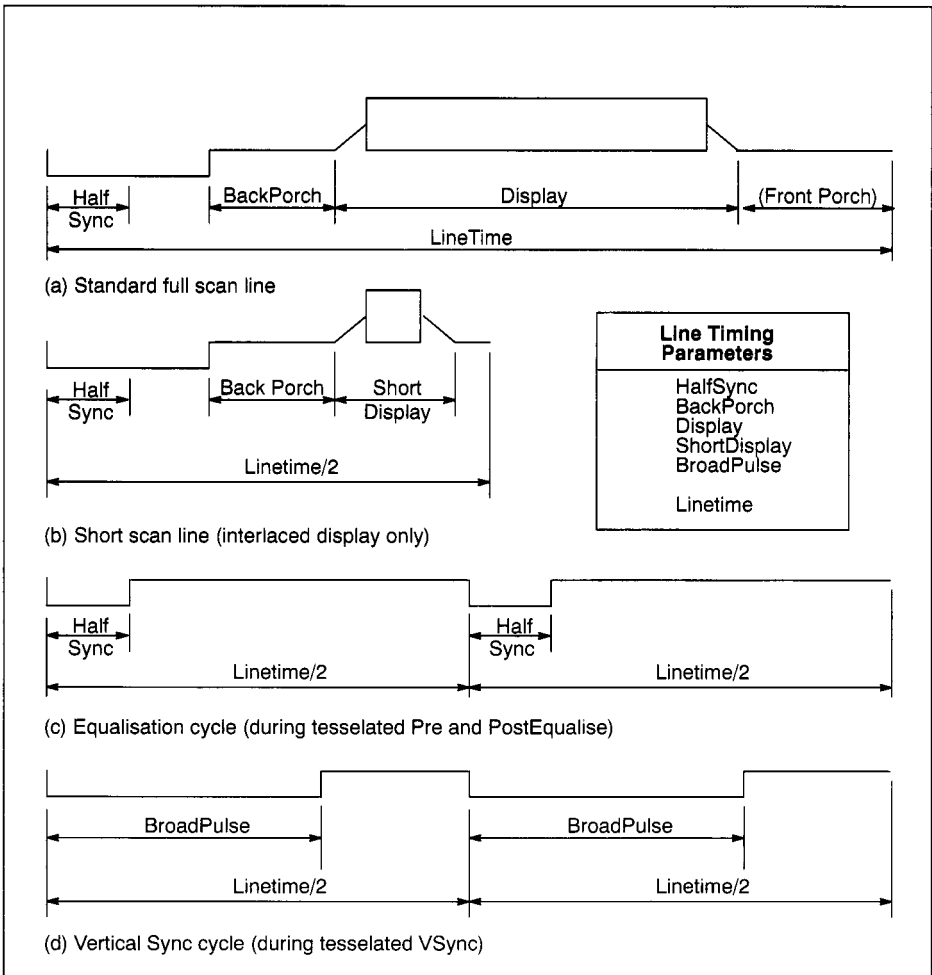 Half
Sync
BackPorch
Display
(Front Porch)
LineTime
(a) Standard full scan line
Half
Sync
Back Porch
Short
Display
Linetime/2
(b) Short scan line (interlaced display only)
Line Timing
Parameters
HalfSync
BackPorch
Display
ShortDisplay
BroadPulse
Linetime
Half
Sync
Half
Sync
Linetime/2
Linetime/2
(c) Equalisation cycle (during tesselated Pre and PostEqualise)
BroadPulse
BroadPulse
Linetime/2
Linetime/2
(d) Vertical Sync cycle (during tesselated VSync)